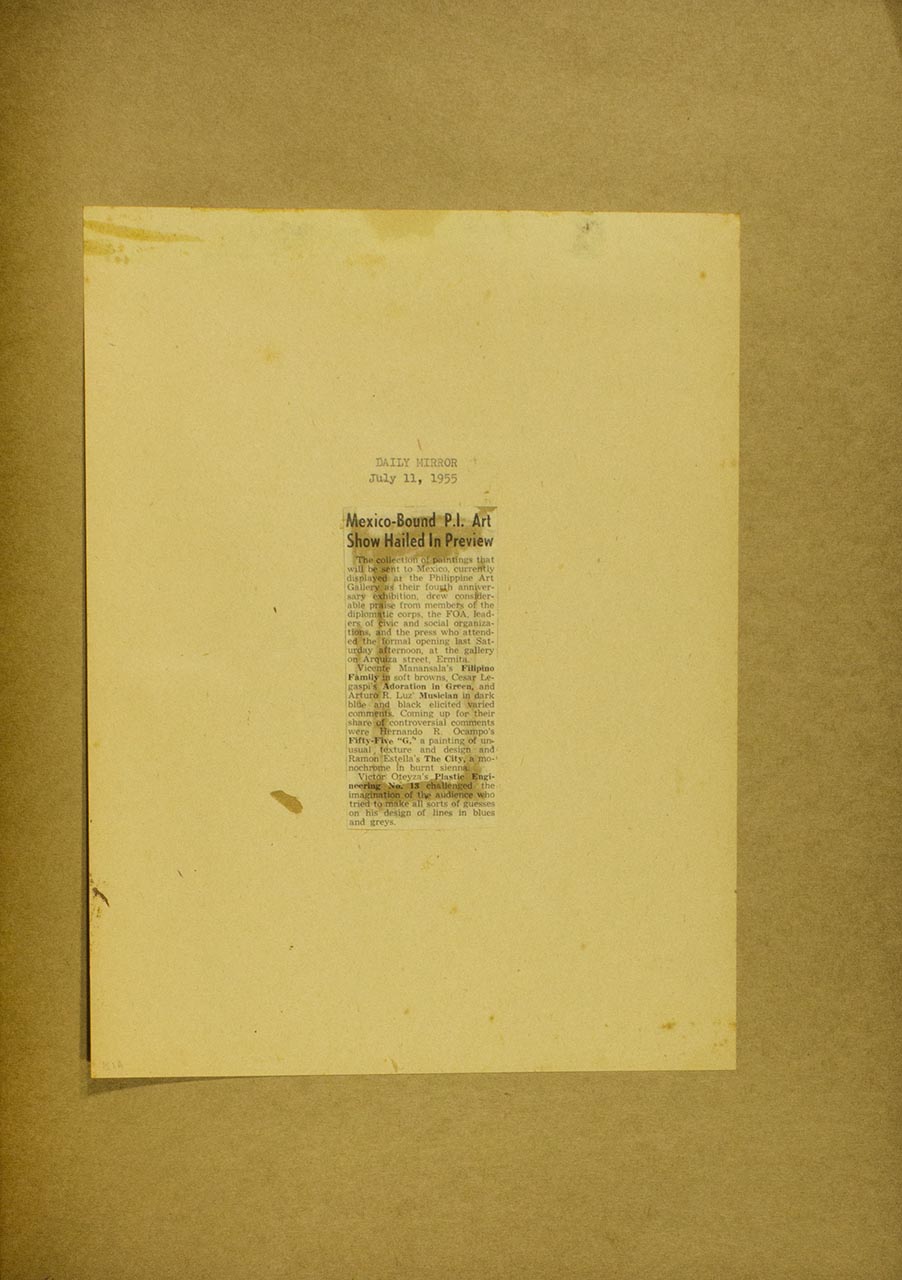 DAILY MIRROR
July 11, 1955
Mexico-Bound P.I. Art
Show Hailed In Preview
The collection of paintings that
will be sent to Mexico, currently
displayed at the Philippine Art
Gallery as their fourth anniver-
sary exhibition, drew consider-
able praise from members of the
diplomatic corps, the FOA, lead-
ers of civic and social organiza-
tions, and the press who attend-
ed the formal opening last Sat-
urday afternoon, at the gallery
on Arquiza street, Ermita.
Vicente Manansala's Filipino
Family in soft browns, Cesar Le-
gaspi's Adoration in Green, and
Arturo R. Luz' Musician in dark
blue and black elicited varied
comments. Coming up for their
share of controversial comments
were Hernando R. Ocampo's
Fifty-Five "G," a painting of un-
usual texture and design and
Ramon Estella's The City, a mo-
nochrome in burnt sienna.
Victor Oteyza's Plastic Engi-
neering No. 13 challenged the
imagination of the audience who
tried to make all sorts of guesses
on his design of lines in blues
and greys.